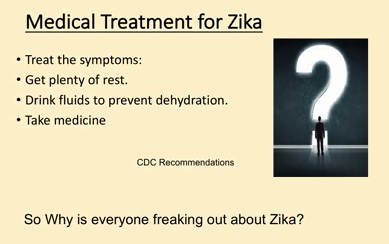 Medical Treatment for Zika
• Treat the symptoms:
• Get plenty of rest.
• Drink fluids to prevent dehydration.
• Take medicine
CDC Recommendations
So Why is everyone freaking out about Zika?